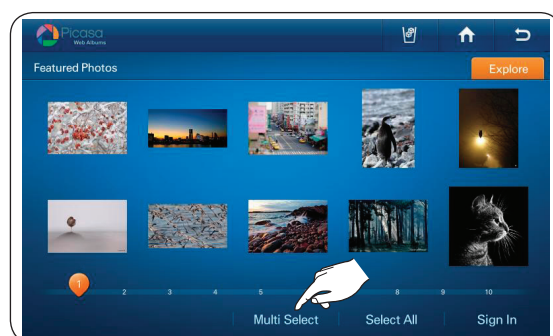 Picasa
Web Albums
Featured Photos
Explore
1 2 3 4 5 8 9 10
Multi Select
Select All
Sign In